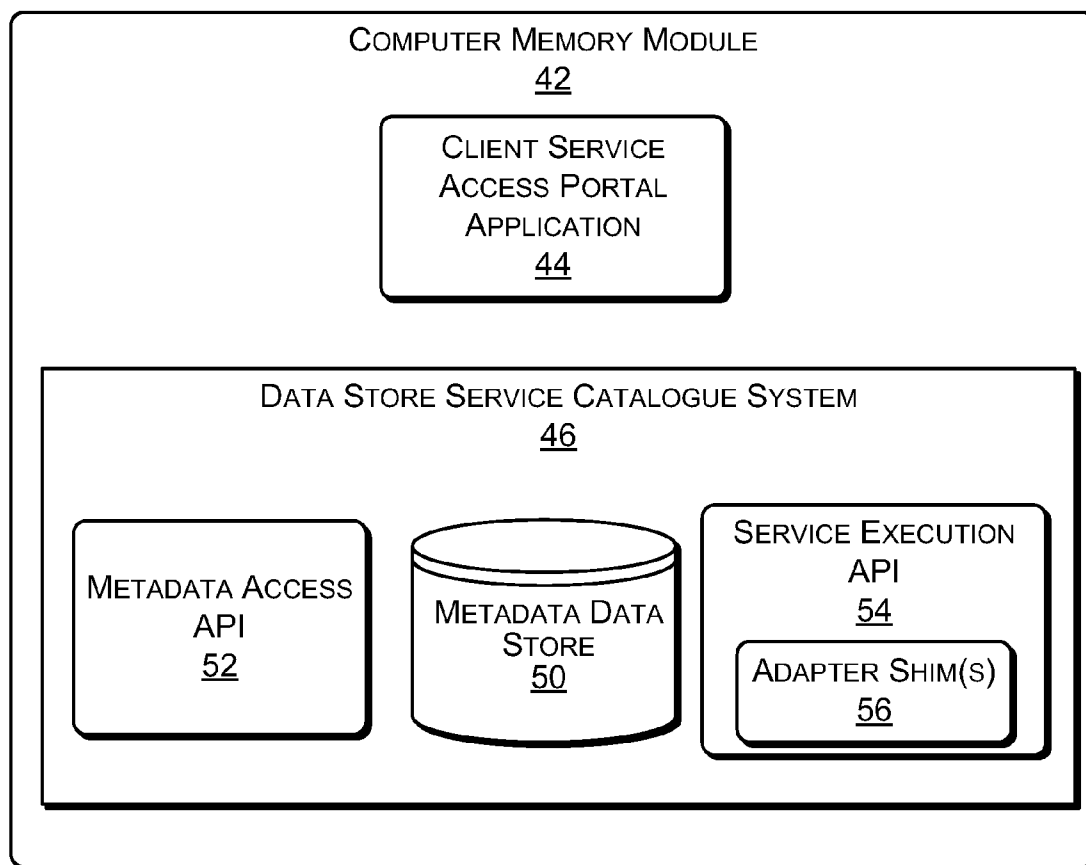 COMPUTER MEMORY MODULE
42
CLIENT SERVICE
ACCESS PORTAL
APPLICATION
44
DATA STORE SERVICE CATALOGUE SYSTEM
46
METADATA ACCESS
API
52
METADATA DATA
STORE
50
SERVICE EXECUTION
API
54
ADAPTER SHIM(S)
56